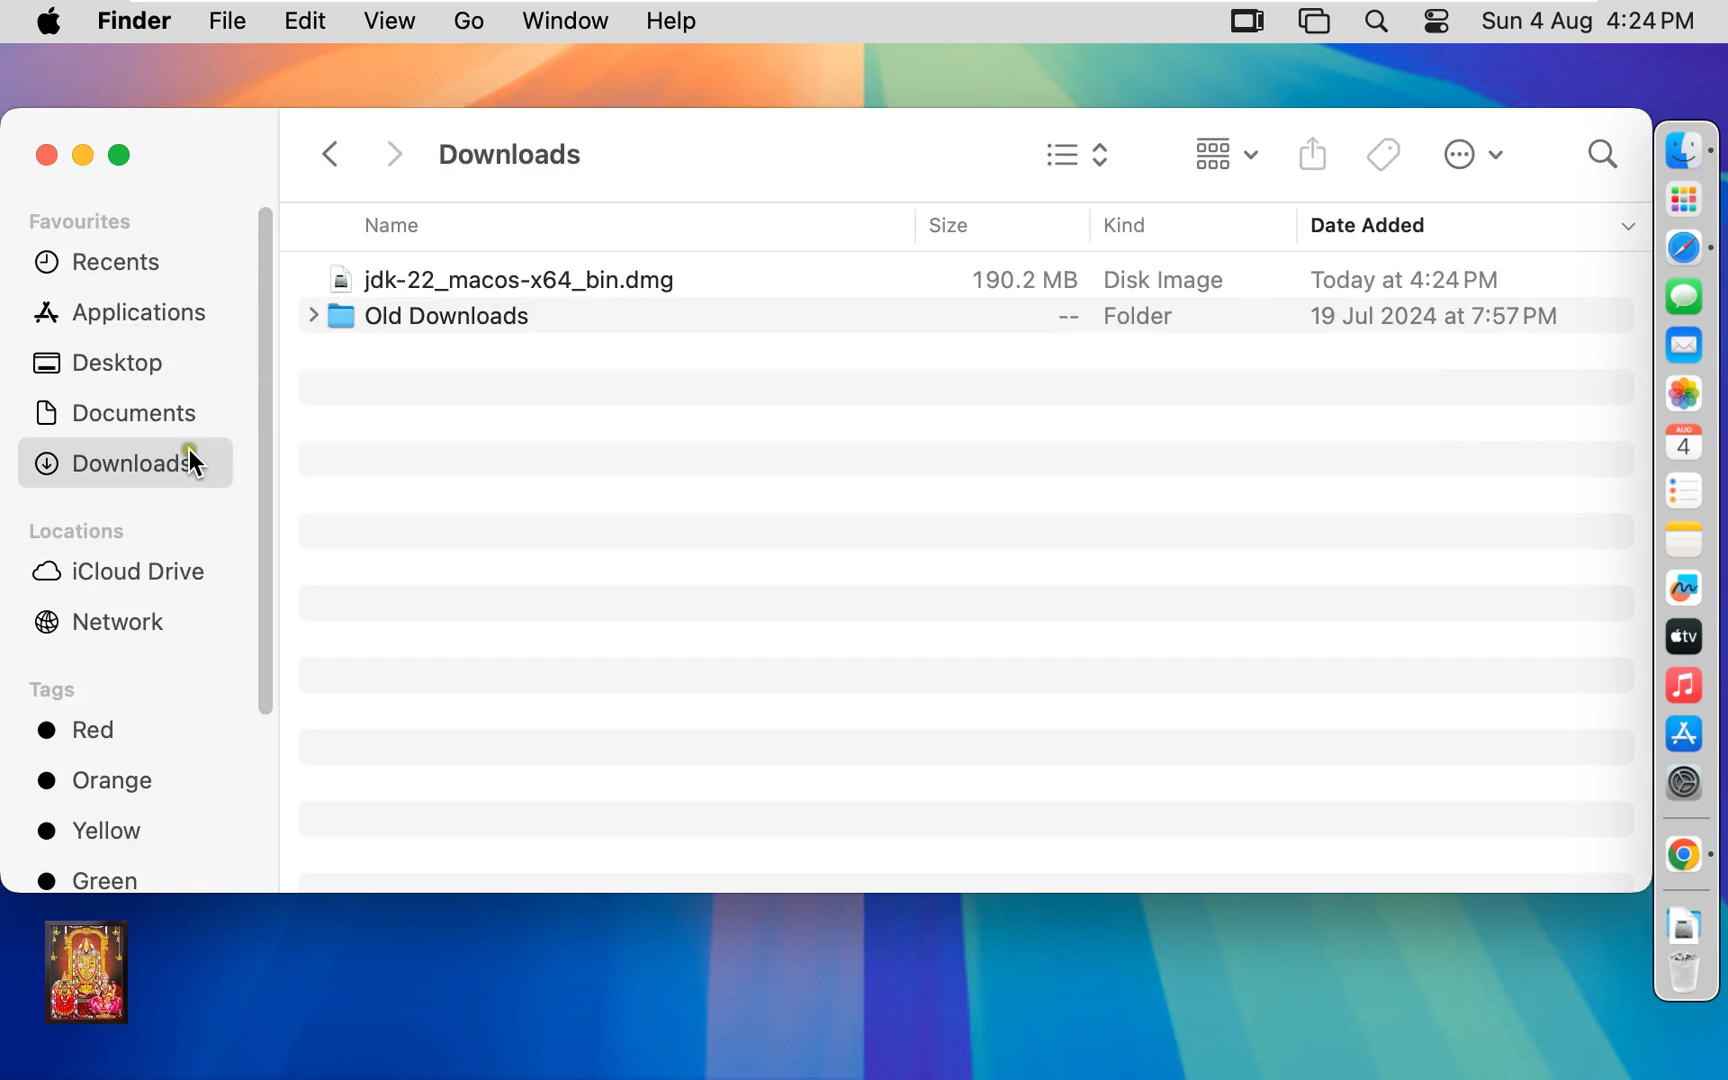 Finder File Edit View Go Window Help Sun 4 Aug 4:24 PM
Downloads
Favourites
Recents
Applications
Desktop
Documents
Downloads
Locations
iCloud Drive
Network
Tags
Red
Orange
Yellow
Green
Name Size Kind Date Added
jdk-22_macos-x64_bin.dmg 190.2 MB Disk Image Today at 4:24 PM
Old Downloads -- Folder 19 Jul 2024 at 7:57 PM
AUG
4
tv